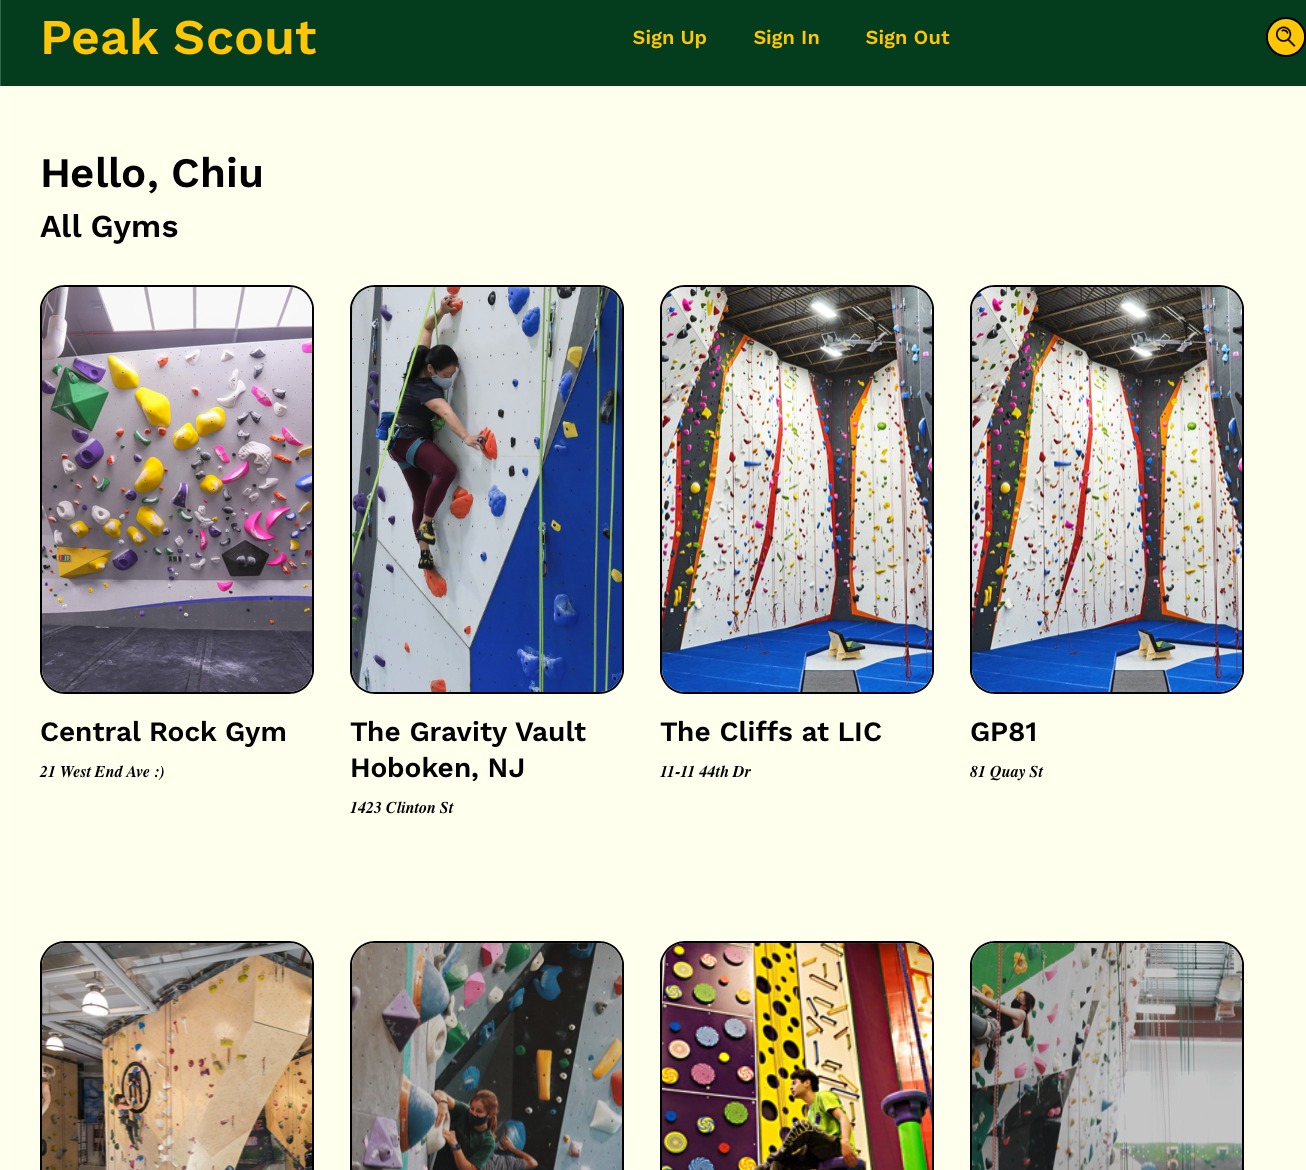 Peak Scout
Sign Up
Sign In
Sign Out
Hello, Chiu
All Gyms
Central Rock Gym
21 West End Ave :)
The Gravity Vault
Hoboken, NJ
1423 Clinton St
The Cliffs at LIC
11-11 44th Dr
GP81
81 Quay St